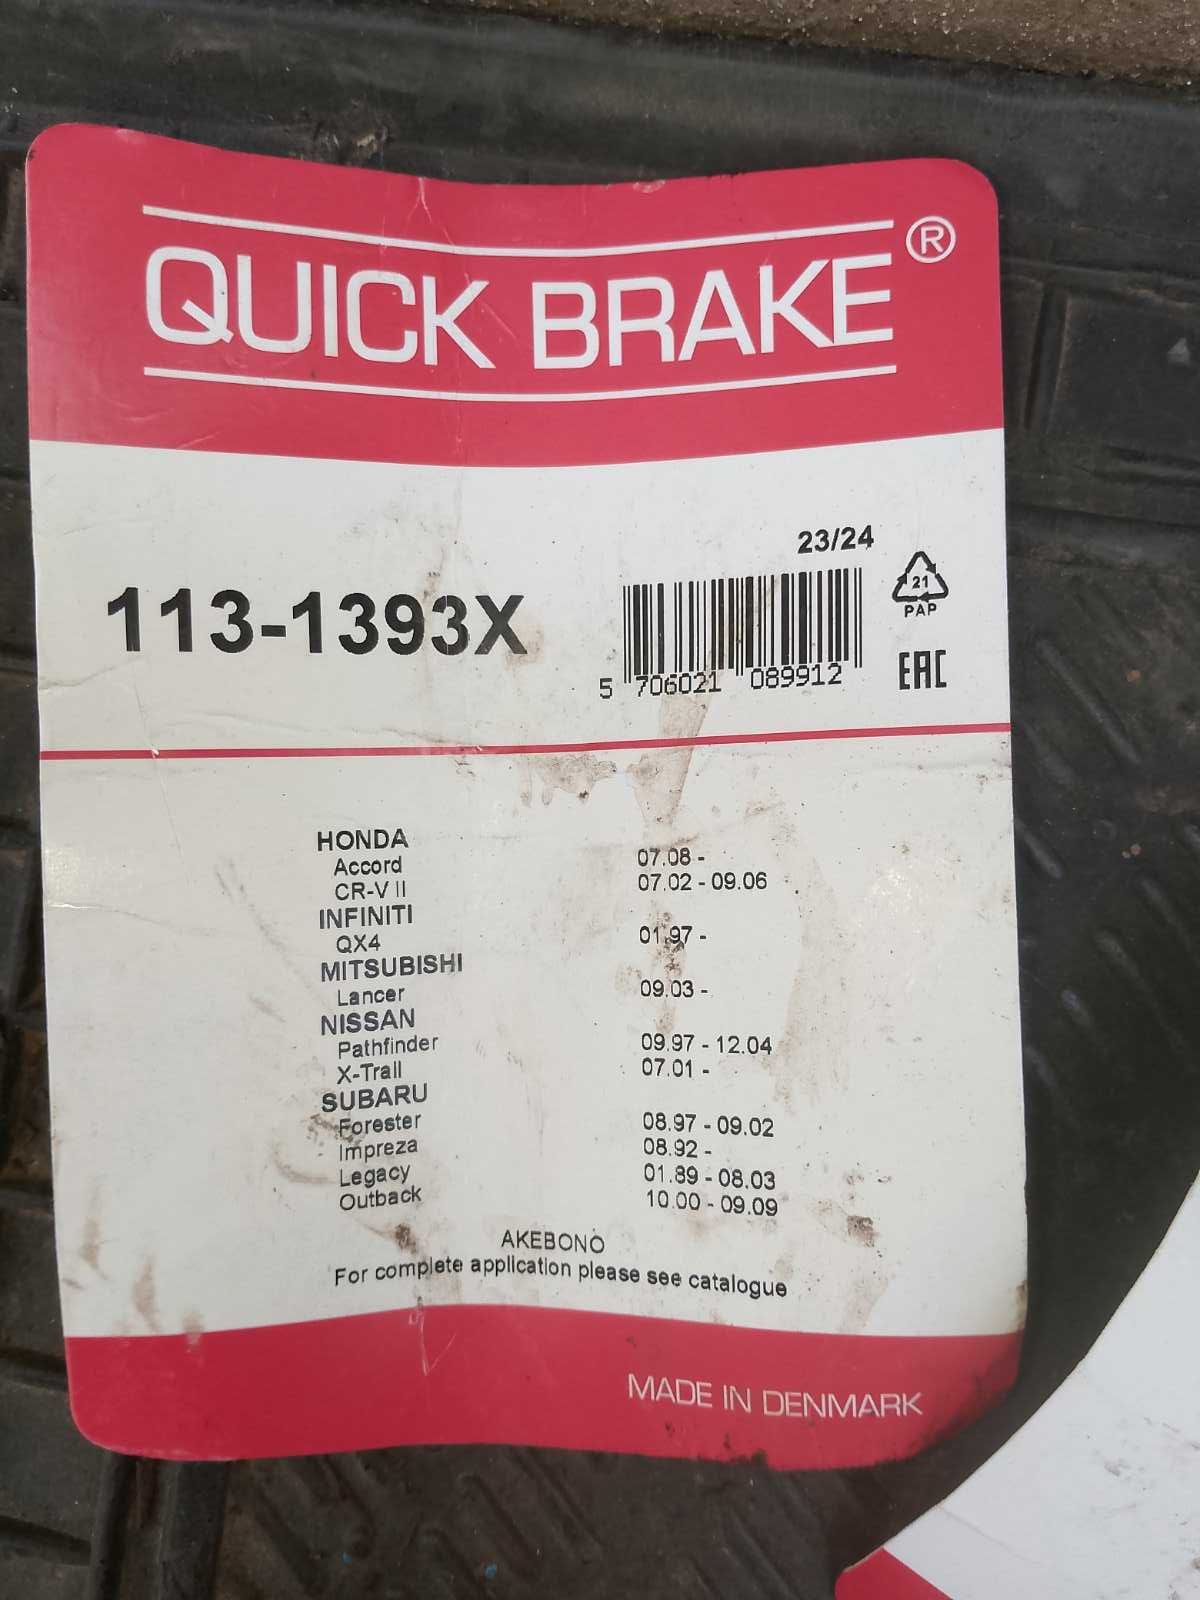 QUICK BRAKE®
23/24
113-1393X
21
PAP
5 706021 089912
EAC
HONDA
Accord 07.08 -
CR-V II 07.02 - 09.06
INFINITI
QX4 01.97 -
MITSUBISHI
Lancer 09.03 -
NISSAN
Pathfinder 09.97 - 12.04
X-Trail 07.01 -
SUBARU
Forester 08.97 - 09.02
Impreza 08.92 -
Legacy 01.89 - 08.03
Outback 10.00 - 09.09
AKEBONO
For complete application please see catalogue
MADE IN DENMARK